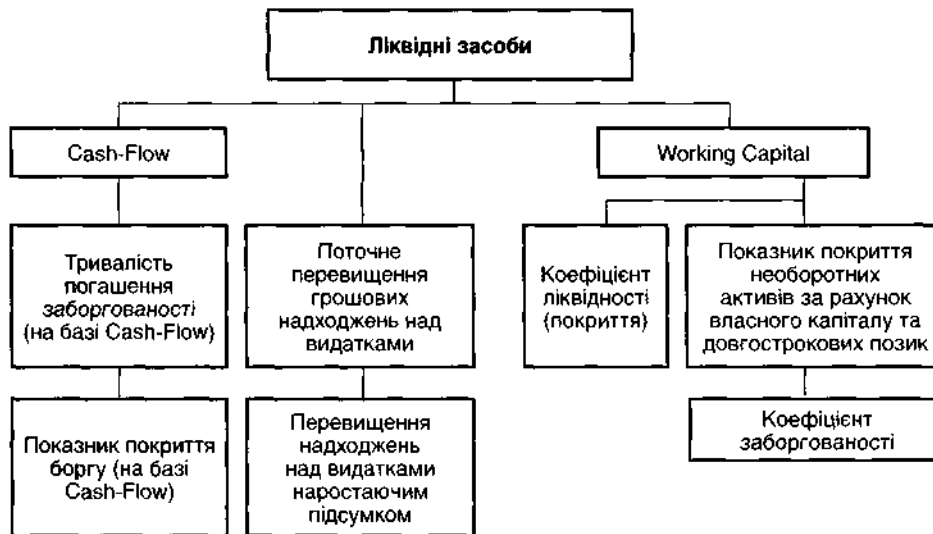 Ліквідні засоби
Cash-Flow
Working Capital
Тривалість
погашення
заборгованості
(на базі Cash-Flow)
Поточне
перевищення
грошових
надходжень над
видатками
Коефіцієнт
ліквідності
(покриття)
Показник покриття
необоротних
активів за рахунок
власного капіталу та
довгострокових позик
Показник покриття
боргу (на базі
Cash-Flow)
Перевищення
надходжень
над видатками
наростаючим
підсумком
Коефіцієнт
заборгованості